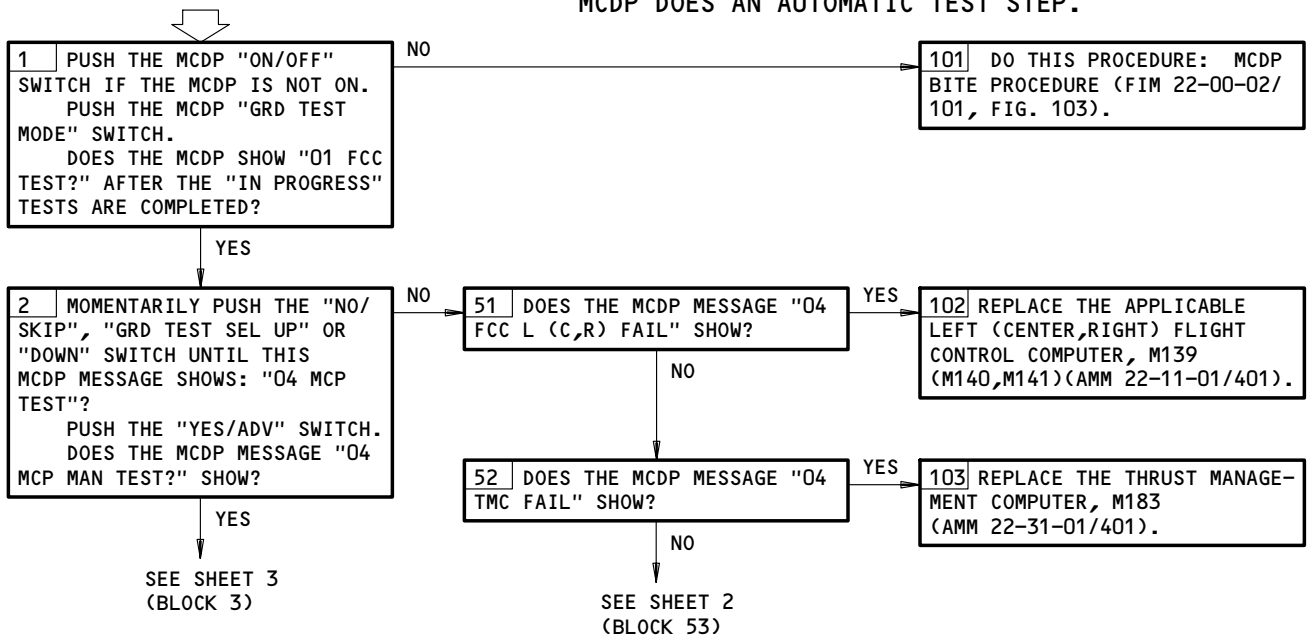 MCDP DOES AN AUTOMATIC TEST STEP.
1 PUSH THE MCDP "ON/OFF"
SWITCH IF THE MCDP IS NOT ON.
PUSH THE MCDP "GRD TEST
MODE" SWITCH.
DOES THE MCDP SHOW "01 FCC
TEST?" AFTER THE "IN PROGRESS"
TESTS ARE COMPLETED?
NO
101 DO THIS PROCEDURE: MCDP
BITE PROCEDURE (FIM 22-00-02/
101, FIG. 103).
YES
2 MOMENTARILY PUSH THE "NO/
SKIP", "GRD TEST SEL UP" OR
"DOWN" SWITCH UNTIL THIS
MCDP MESSAGE SHOWS: "04 MCP
TEST"?
PUSH THE "YES/ADV" SWITCH.
DOES THE MCDP MESSAGE "04
MCP MAN TEST?" SHOW?
NO
51 DOES THE MCDP MESSAGE "04
FCC L (C,R) FAIL" SHOW?
YES
102 REPLACE THE APPLICABLE
LEFT (CENTER,RIGHT) FLIGHT
CONTROL COMPUTER, M139
(M140,M141)(AMM 22-11-01/401).
NO
52 DOES THE MCDP MESSAGE "04
TMC FAIL" SHOW?
YES
103 REPLACE THE THRUST MANAGE-
MENT COMPUTER, M183
(AMM 22-31-01/401).
YES
SEE SHEET 3
(BLOCK 3)
NO
SEE SHEET 2
(BLOCK 53)